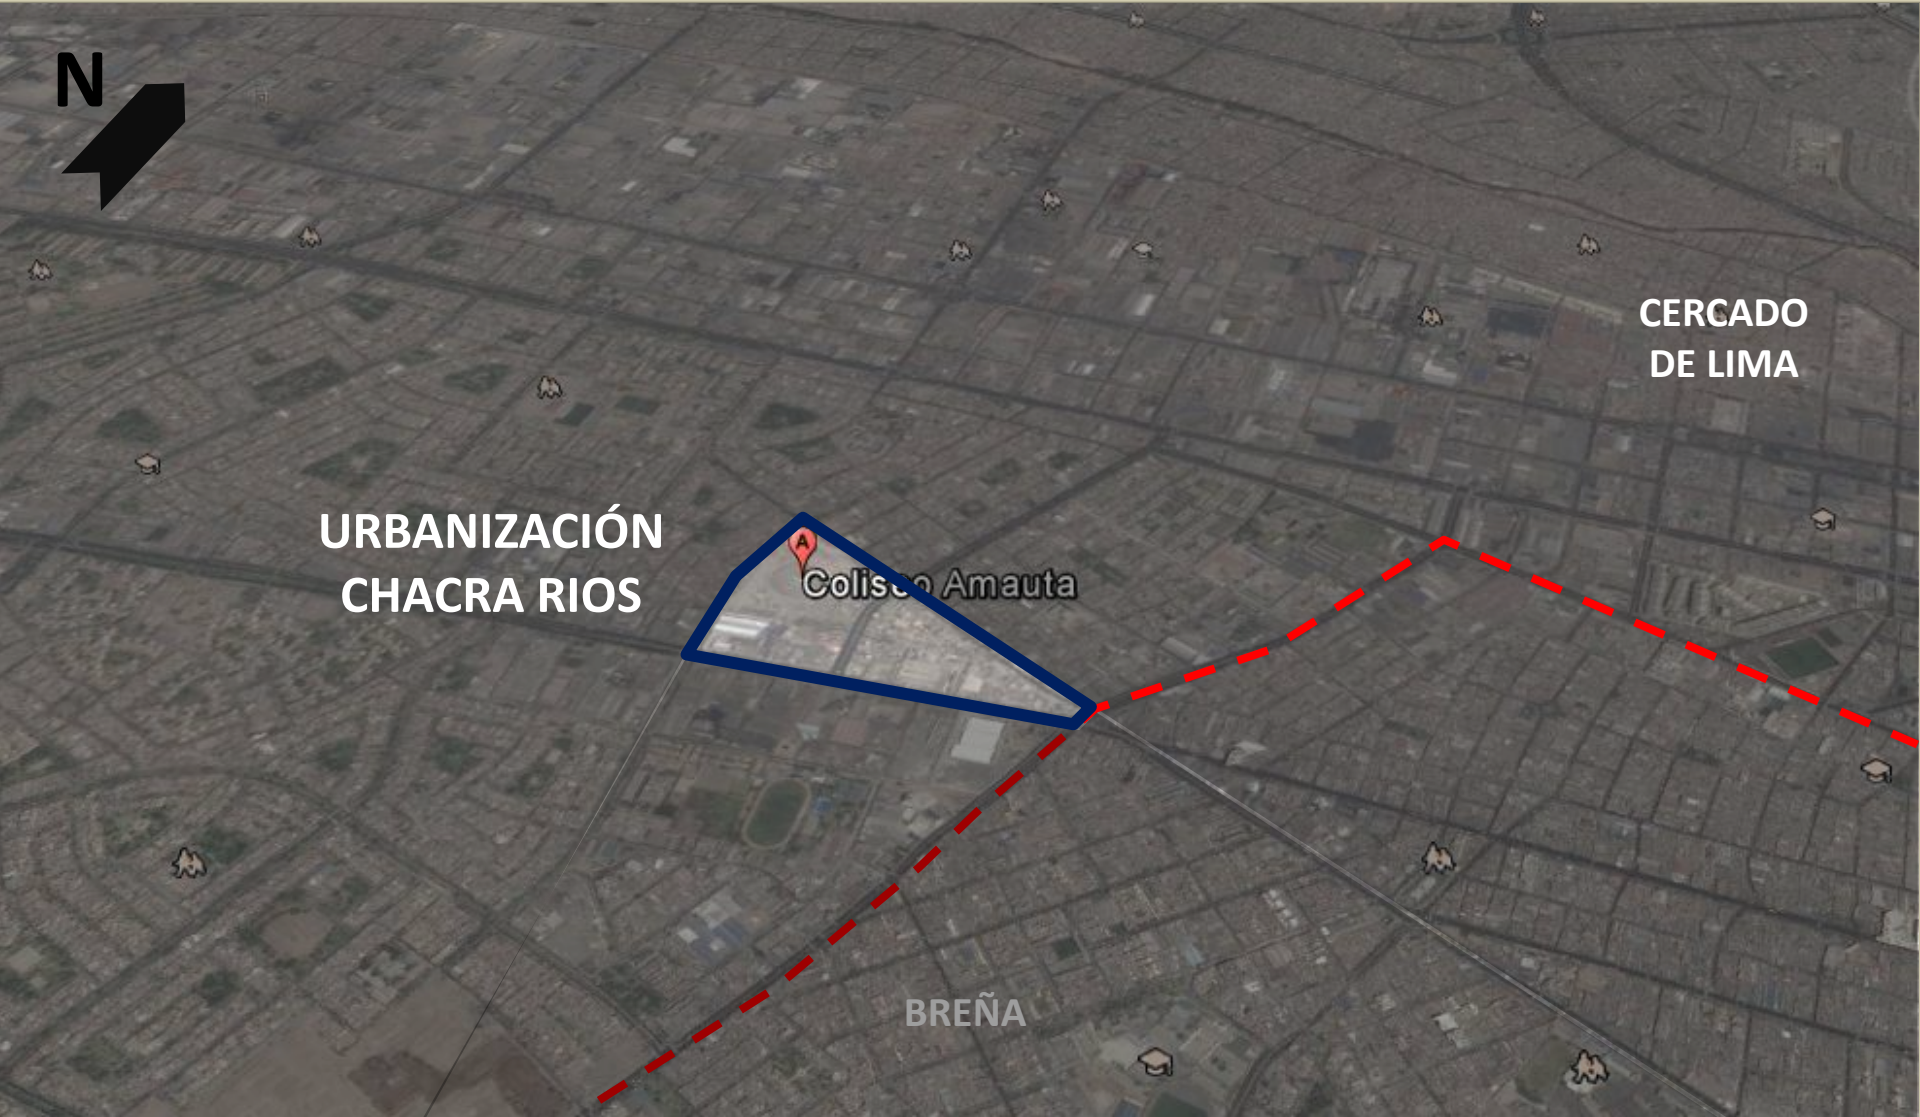 N
CERCADO
DE LIMA
URBANIZACIÓN
CHACRA RIOS
A
Coliseo Amauta
BREÑA